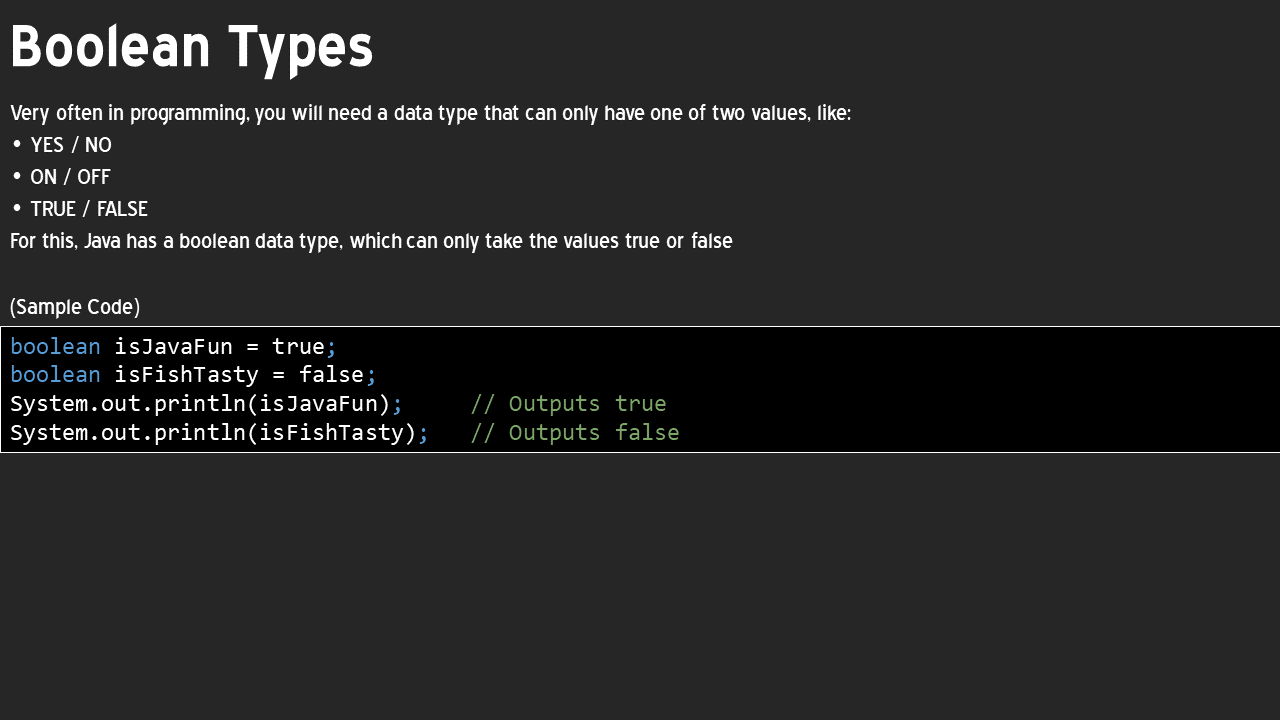 Boolean Types
Very often in programming, you will need a data type that can only have one of two values, like:
• YES / NO
• ON / OFF
• TRUE / FALSE
For this, Java has a boolean data type, which can only take the values true or false
(Sample Code)
boolean isJavaFun = true;
boolean isFishTasty = false;
System.out.println(isJavaFun);     // Outputs true
System.out.println(isFishTasty);   // Outputs false